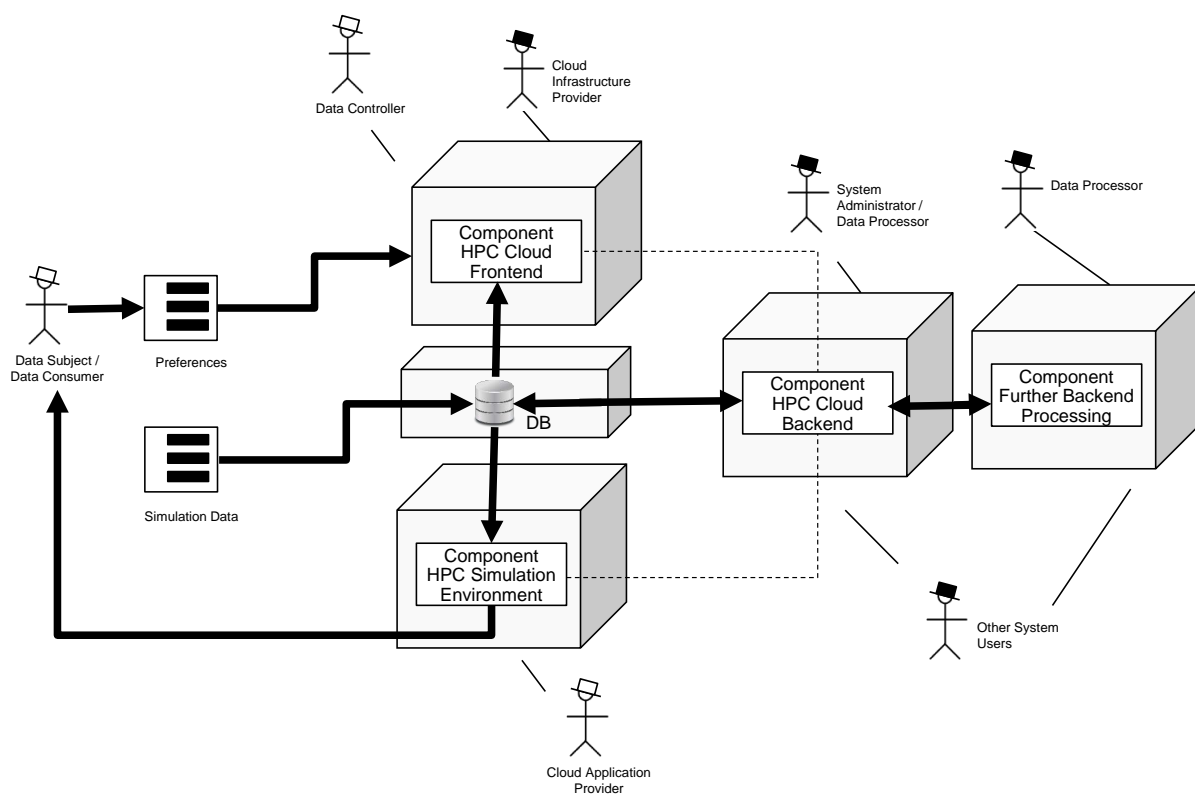 Data Controller
Cloud
Infrastructure
Provider
System
Administrator /
Data Processor
Data Processor
Component
HPC Cloud
Frontend
Data Subject /
Data Consumer
Preferences
Component
HPC Cloud
Backend
Component
Further Backend
Processing
DB
Simulation Data
Component
HPC Simulation
Environment
Other System
Users
Cloud Application
Provider